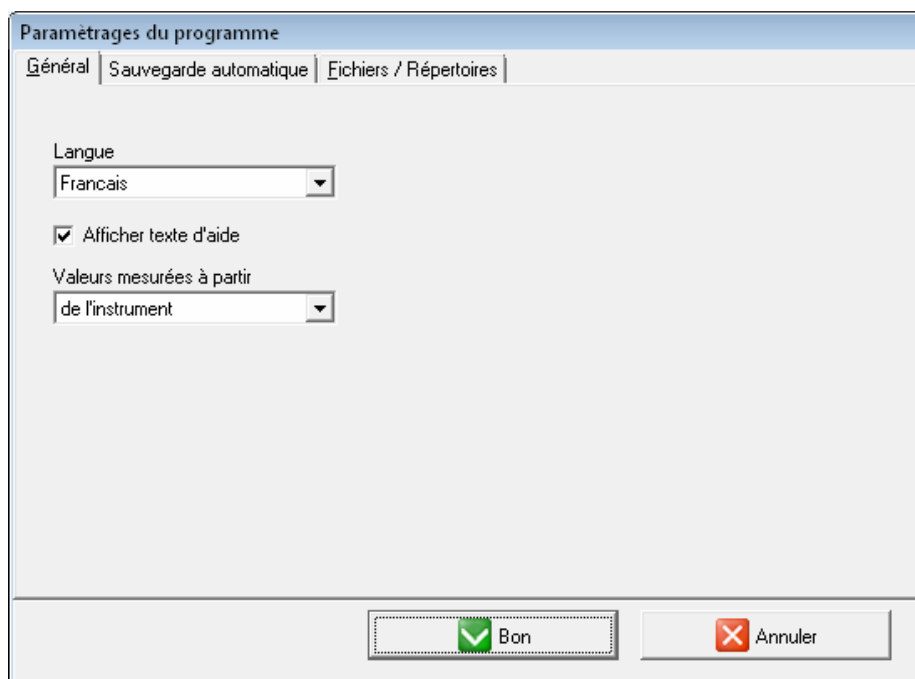 Paramètrages du programme
Général Sauvegarde automatique Fichiers / Répertoires
Langue
Francais
Afficher texte d'aide
Valeurs mesurées à partir
de l'instrument
Bon Annuler